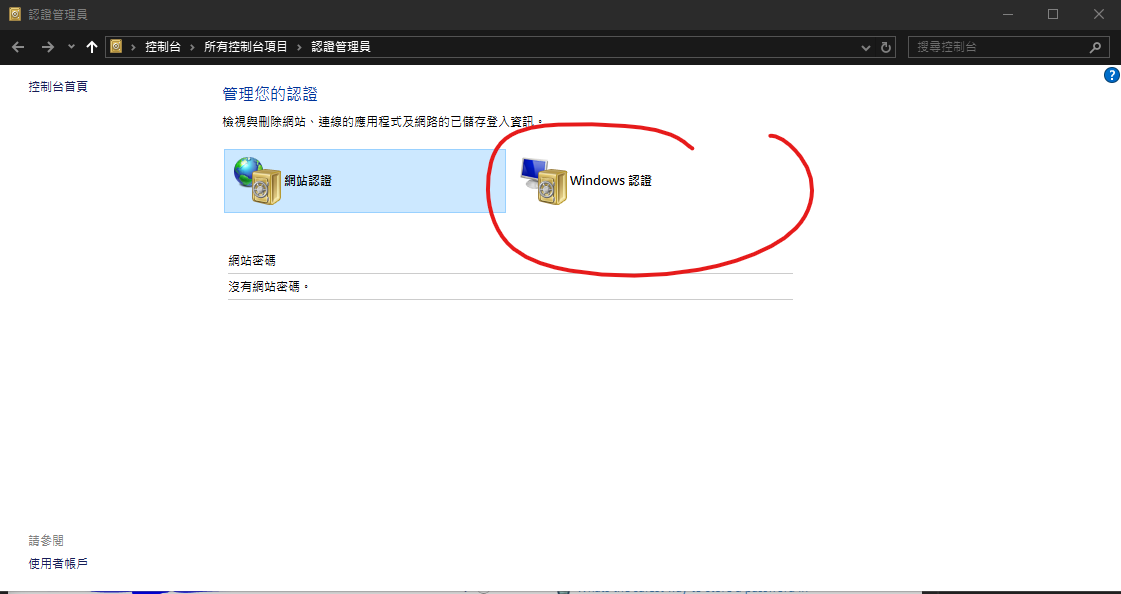 認證管理員
控制台 › 所有控制台項目 › 認證管理員
搜尋控制台
控制台首頁
管理您的認證
檢視與刪除網站、連線的應用程式及網路的已儲存登入資訊。
網站認證
Windows 認證
網站密碼
沒有網站密碼。
請參閱
使用者帳戶